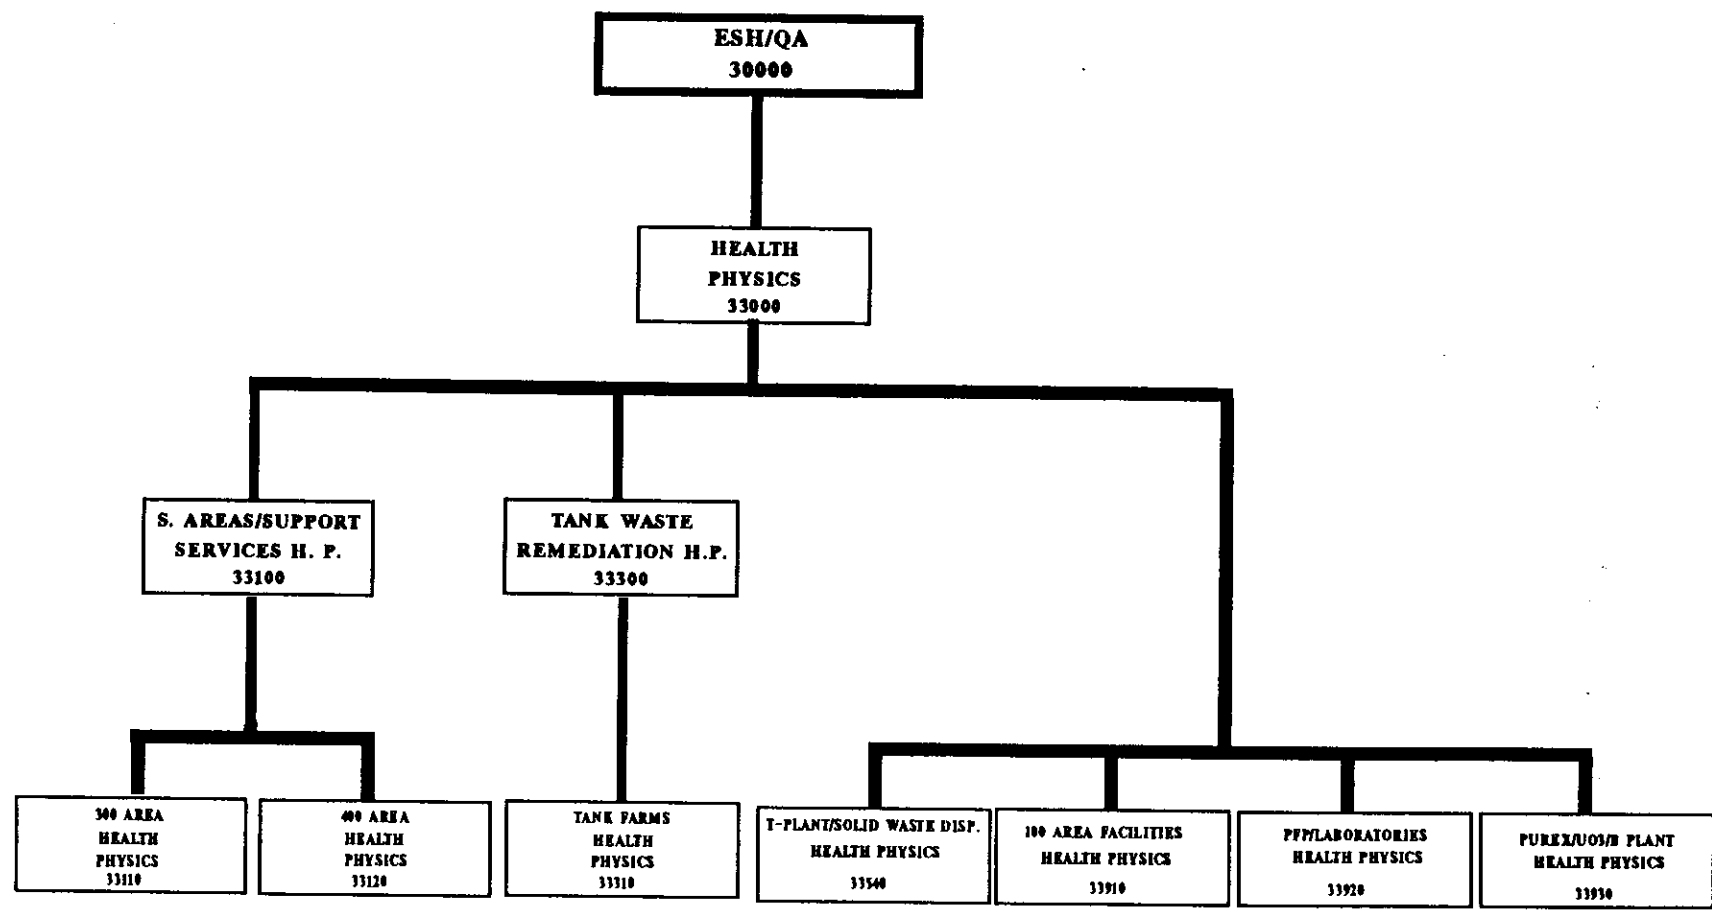 ESH/QA
30000
HEALTH
PHYSICS
33000
S. AREAS/SUPPORT
SERVICES H. P.
33100
TANK WASTE
REMEDIATION H.P.
33300
300 AREA
HEALTH
PHYSICS
33110
400 AREA
HEALTH
PHYSICS
33120
TANK FARMS
HEALTH
PHYSICS
33310
T-PLANT/SOLID WASTE DISP.
HEALTH PHYSICS
33540
100 AREA FACILITIES
HEALTH PHYSICS
33910
PFP/LABORATORIES
HEALTH PHYSICS
33920
PUREX/UO3/B PLANT
HEALTH PHYSICS
33930